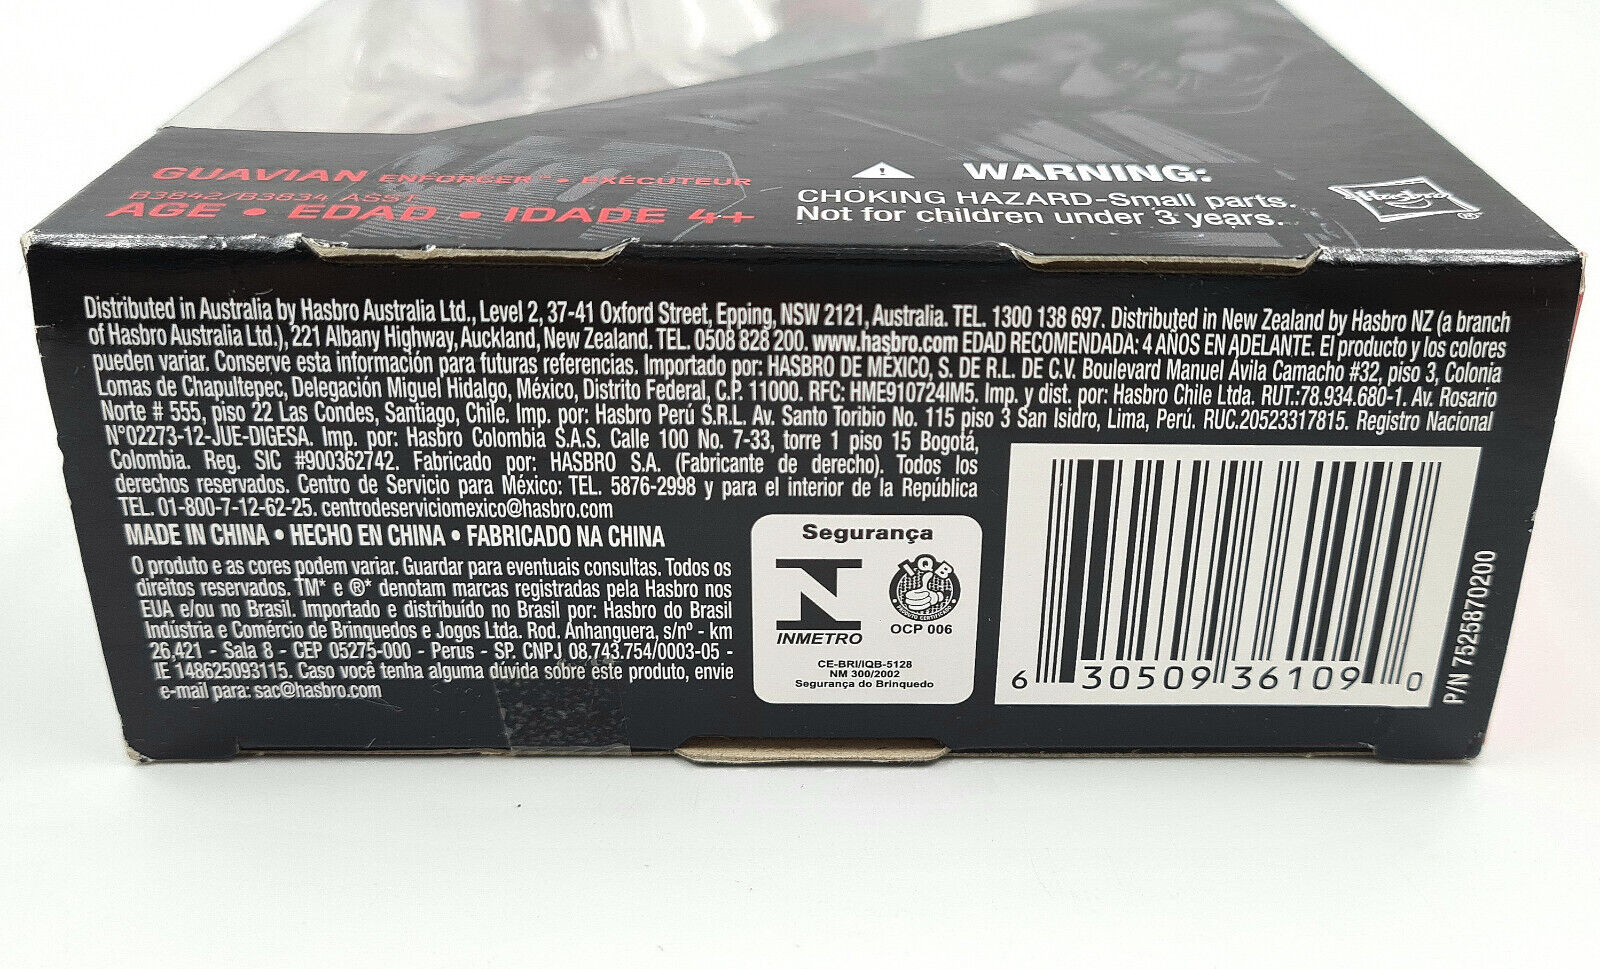 GUAVIAN ENFORCER™ • EXÉCUTEUR
B3842/B3834 ASST
AGE • EDAD • IDADE 4+
WARNING:
CHOKING HAZARD-Small parts.
Not for children under 3 years.
Hasbro ®
Distributed in Australia by Hasbro Australia Ltd., Level 2, 37-41 Oxford Street, Epping, NSW 2121, Australia. TEL. 1300 138 697. Distributed in New Zealand by Hasbro NZ (a branch
of Hasbro Australia Ltd.), 221 Albany Highway, Auckland, New Zealand. TEL. 0508 828 200. www.hasbro.com EDAD RECOMENDADA: 4 AÑOS EN ADELANTE. El producto y los colores
pueden variar. Conserve esta información para futuras referencias. Importado por: HASBRO DE MÉXICO, S. DE R.L. DE C.V. Boulevard Manuel Ávila Camacho #32, piso 3, Colonia
Lomas de Chapultepec, Delegación Miguel Hidalgo, México, Distrito Federal, C.P. 11000. RFC: HME910724IM5. Imp. y dist. por: Hasbro Chile Ltda. RUT.:78.934.680-1. Av. Rosario
Norte # 555, piso 22 Las Condes, Santiago, Chile. Imp. por: Hasbro Perú S.R.L. Av. Santo Toribio No. 115 piso 3 San Isidro, Lima, Perú. RUC.20523317815. Registro Nacional
N°02273-12-JUE-DIGESA. Imp. por: Hasbro Colombia S.A.S. Calle 100 No. 7-33, torre 1 piso 15 Bogotá,
Colombia. Reg. SIC #900362742. Fabricado por: HASBRO S.A. (Fabricante de derecho). Todos los
derechos reservados. Centro de Servicio para México: TEL. 5876-2998 y para el interior de la República
TEL. 01-800-7-12-62-25. centrodeserviciomexico@hasbro.com
MADE IN CHINA • HECHO EN CHINA • FABRICADO NA CHINA
O produto e as cores podem variar. Guardar para eventuais consultas. Todos os
direitos reservados. TM* e ®* denotam marcas registradas pela Hasbro nos
EUA e/ou no Brasil. Importado e distribuído no Brasil por: Hasbro do Brasil
Indústria e Comércio de Brinquedos e Jogos Ltda. Rod. Anhanguera, s/nº - km
26,421 - Sala 8 - CEP 05275-000 - Perus - SP. CNPJ 08.743.754/0003-05 -
IE 148625093115. Caso você tenha alguma dúvida sobre este produto, envie
e-mail para: sac@hasbro.com
Segurança
INMETRO
I.Q.B
PRODUTO CERTIFICADO
OCP 006
CE-BRI/IQB-5128
NM 300/2002
Segurança do Brinquedo
6 30509 36109 0
P/N 7525870200